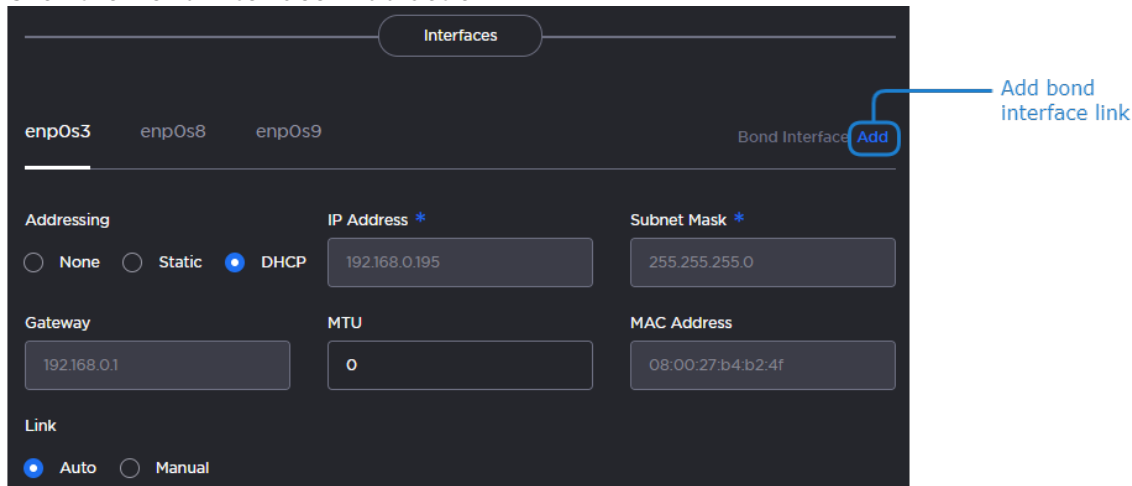 Interfaces
Add bond
interface link
enp0s3 enp0s8 enp0s9 Bond Interface Add
Addressing IP Address * Subnet Mask *
None Static DHCP 192.168.0.195 255.255.255.0
Gateway MTU MAC Address
192.168.0.1 0 08:00:27:b4:b2:4f
Link
Auto Manual